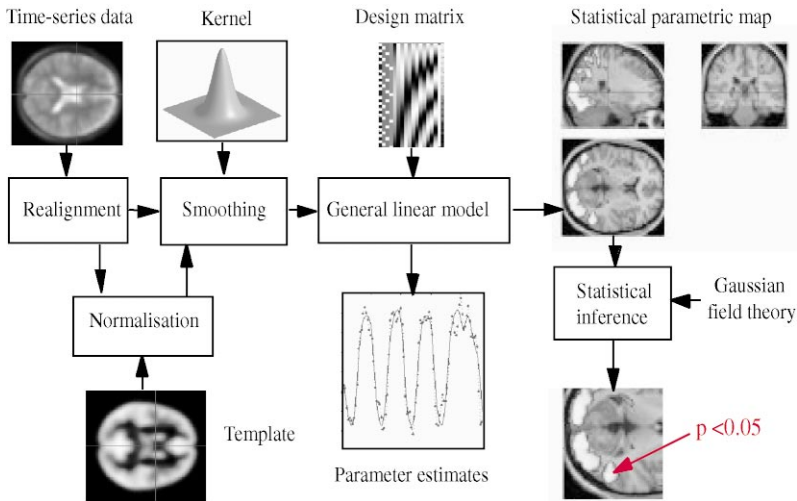 Time-series data
Kernel
Design matrix
Statistical parametric map
Realignment
Smoothing
General linear model
Normalisation
Statistical
inference
Gaussian
field theory
Template
Parameter estimates
p <0.05